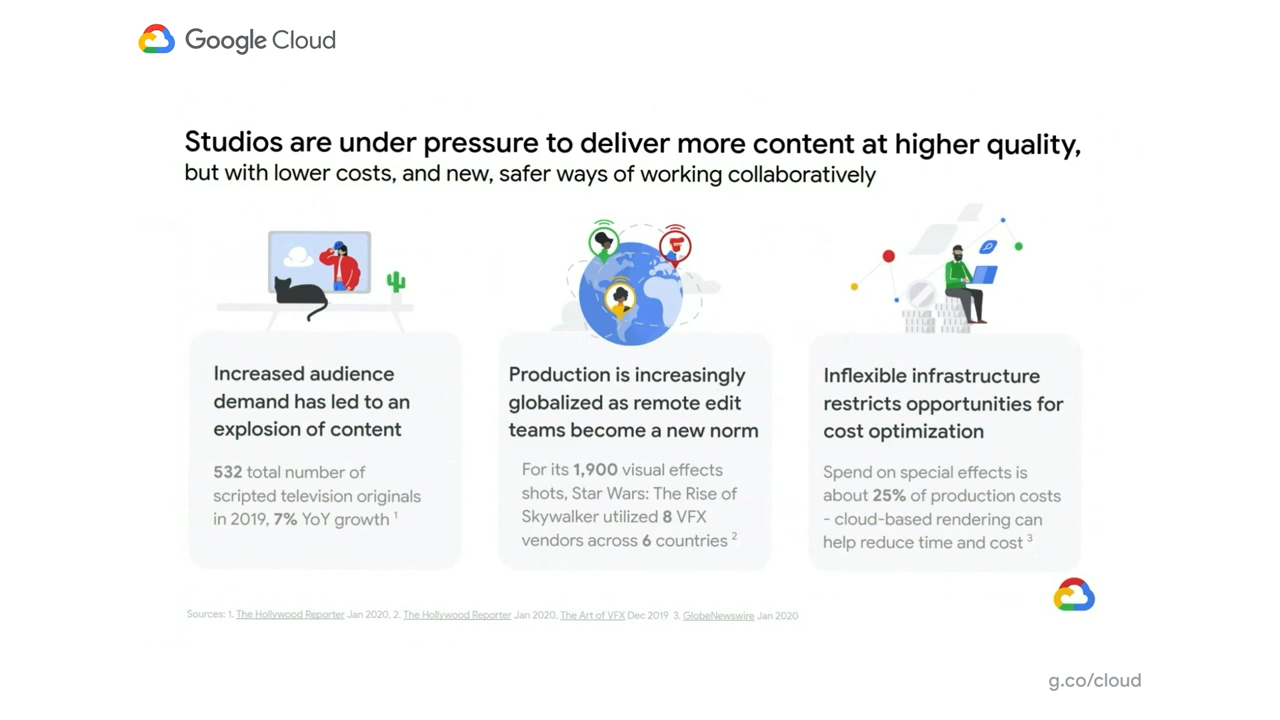 Google Cloud
Studios are under pressure to deliver more content at higher quality,
but with lower costs, and new, safer ways of working collaboratively
Increased audience
demand has led to an
explosion of content
532 total number of
scripted television originals
in 2019, 7% YoY growth 1
Production is increasingly
globalized as remote edit
teams become a new norm
For its 1,900 visual effects
shots, Star Wars: The Rise of
Skywalker utilized 8 VFX
vendors across 6 countries 2
Inflexible infrastructure
restricts opportunities for
cost optimization
Spend on special effects is
about 25% of production costs
- cloud-based rendering can
help reduce time and cost 3
Sources: 1. The Hollywood Reporter Jan 2020, 2. The Hollywood Reporter Jan 2020, The Art of VFX Dec 2019 3. GlobeNewswire Jan 2020
g.co/cloud